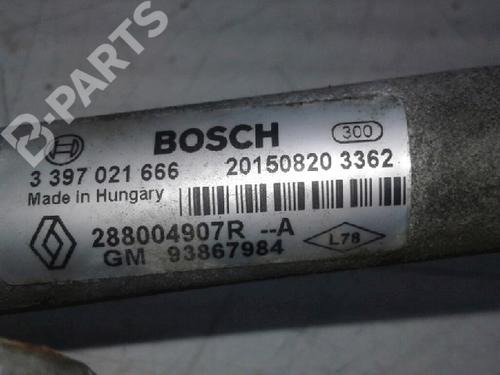 B-PARTS
BOSCH 300
3 397 021 666 20150820 3362
Made in Hungary
288004907R --A
GM 93867984 L78